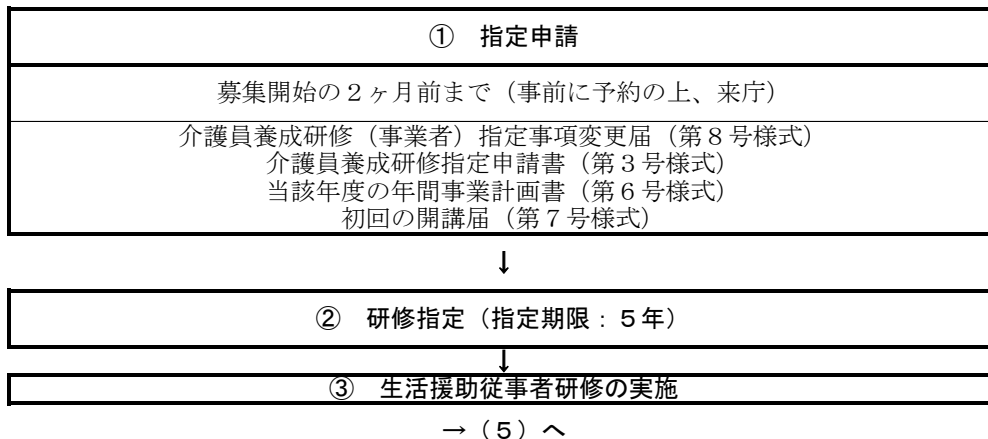 ① 指定申請
募集開始の２ヶ月前まで（事前に予約の上、来庁）
介護員養成研修（事業者）指定事項変更届（第８号様式）
介護員養成研修指定申請書（第３号様式）
当該年度の年間事業計画書（第６号様式）
初回の開講届（第７号様式）
↓
② 研修指定（指定期限：５年）
↓
③ 生活援助従事者研修の実施
→（５）へ